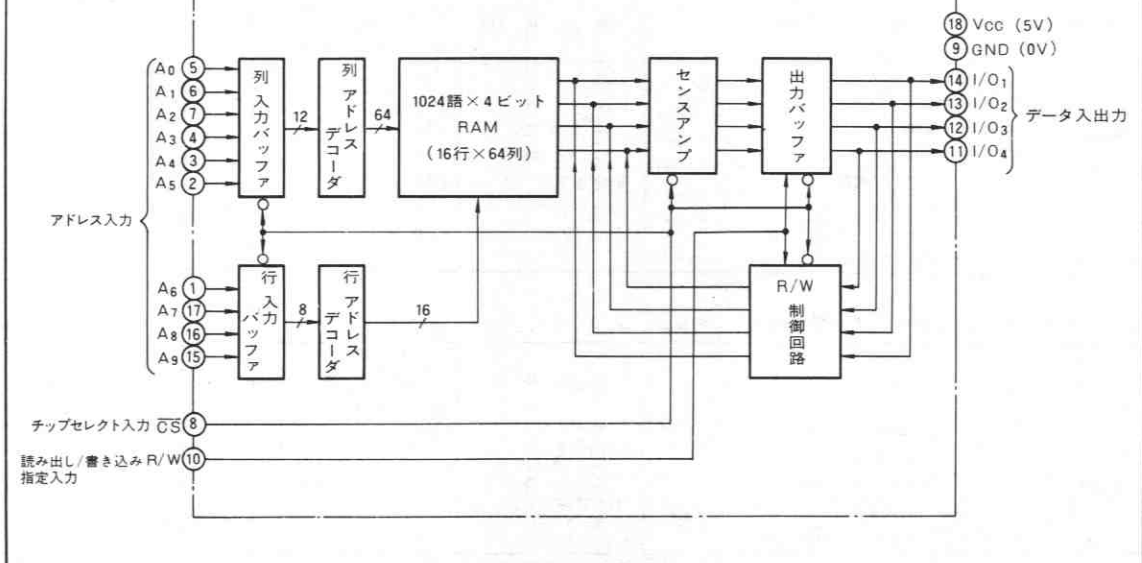 ⑱ VCC (5V)
⑨ GND (0V)
A0 ⑤
A1 ⑥
A2 ⑦
A3 ④
A4 ③
A5 ②
アドレス入力
A6 ①
A7 ⑰
A8 ⑯
A9 ⑮
列入力バッファ
12
列アドレスデコーダ
64
1024語×4ビット
RAM
(16行×64列)
センスアンプ
出力バッファ
⑭ I/O1
⑬ I/O2
⑫ I/O3
⑪ I/O4
データ入出力
行入力バッファ
8
行アドレスデコーダ
16
R/W
制御回路
チップセレクト入力 C̅S̅ ⑧
読み出し/書き込み R/W ⑩
指定入力